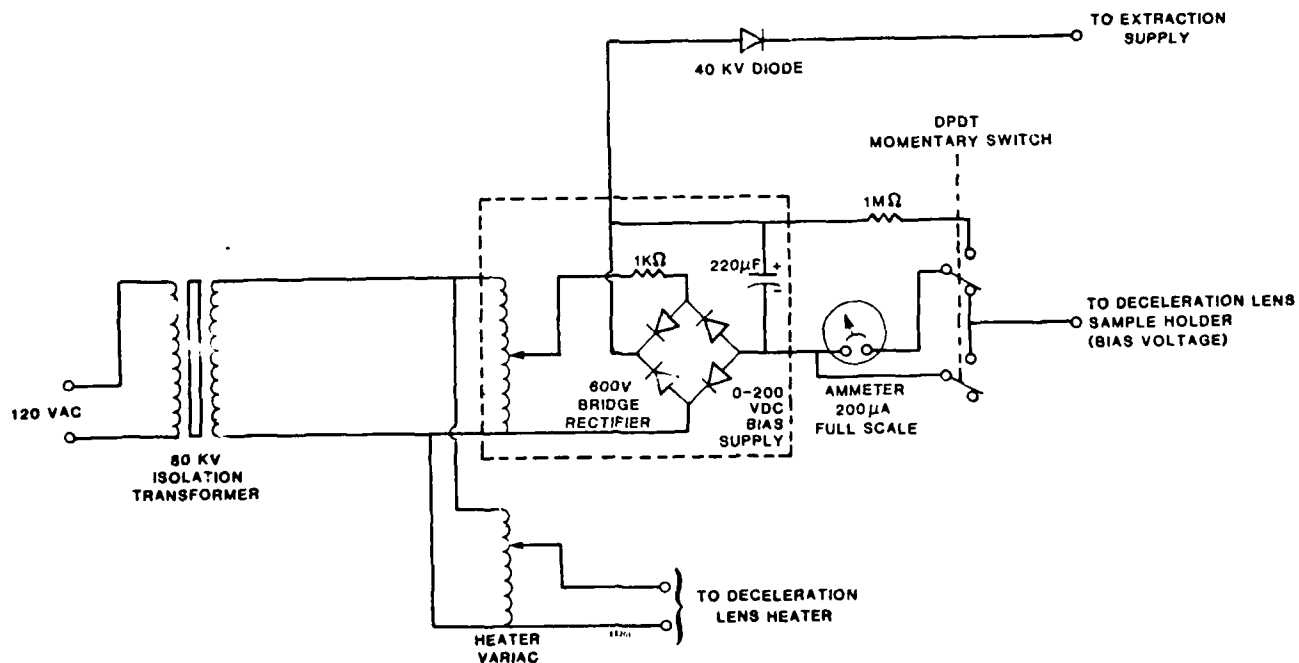 TO EXTRACTION
SUPPLY
40 KV DIODE
DPDT
MOMENTARY SWITCH
1MΩ
1KΩ
220µF
+
-
TO DECELERATION LENS
SAMPLE HOLDER
(BIAS VOLTAGE)
120 VAC
600V
BRIDGE
RECTIFIER
0-200
VDC
BIAS
SUPPLY
AMMETER
200µA
FULL SCALE
80 KV
ISOLATION
TRANSFORMER
TO DECELERATION
LENS HEATER
HEATER
VARIAC